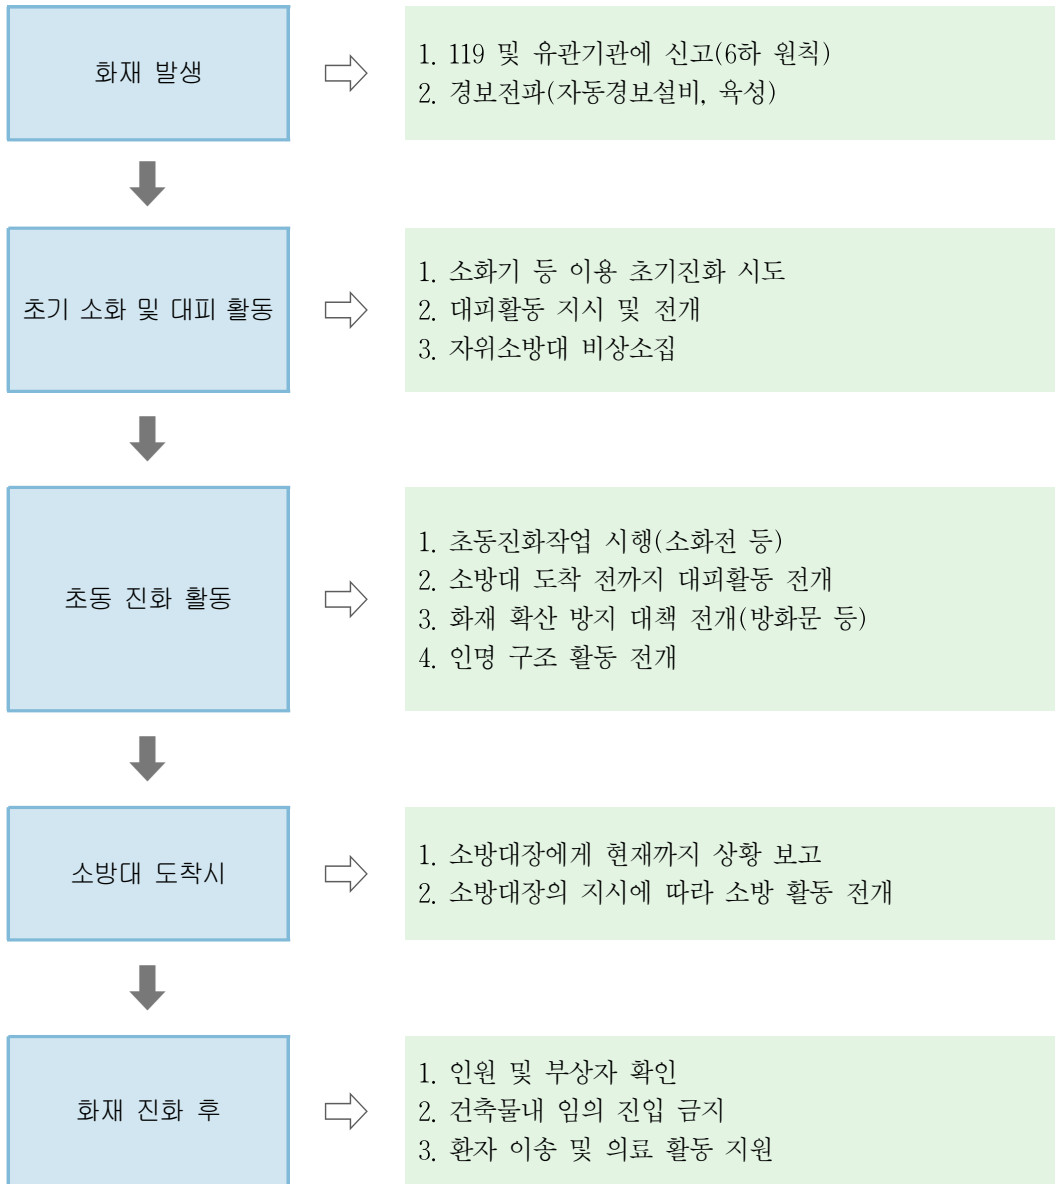 화재 발생
1. 119 및 유관기관에 신고(6하 원칙)
2. 경보전파(자동경보설비, 육성)
초기 소화 및 대피 활동
1. 소화기 등 이용 초기진화 시도
2. 대피활동 지시 및 전개
3. 자위소방대 비상소집
초동 진화 활동
1. 초동진화작업 시행(소화전 등)
2. 소방대 도착 전까지 대피활동 전개
3. 화재 확산 방지 대책 전개(방화문 등)
4. 인명 구조 활동 전개
소방대 도착시
1. 소방대장에게 현재까지 상황 보고
2. 소방대장의 지시에 따라 소방 활동 전개
화재 진화 후
1. 인원 및 부상자 확인
2. 건축물내 임의 진입 금지
3. 환자 이송 및 의료 활동 지원